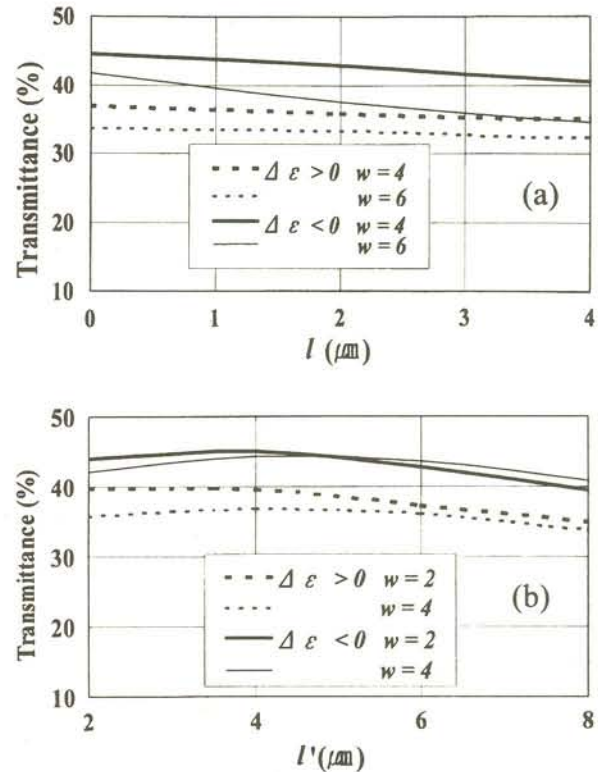 Transmittance (%)
50
40
30
20
10
Δ ε > 0 w = 4
w = 6
Δ ε < 0 w = 4
w = 6
(a)
0 1 2 3 4
l (μm)
Transmittance (%)
50
40
30
20
10
Δ ε > 0 w = 2
w = 4
Δ ε < 0 w = 2
w = 4
(b)
2 4 6 8
l'(μm)